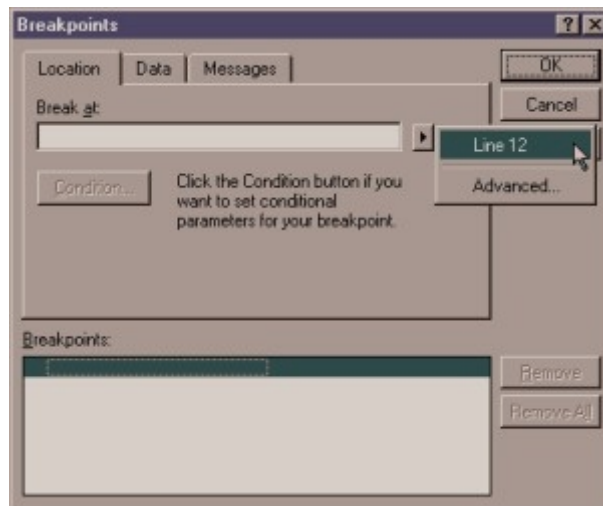 Breakpoints
Location Data Messages
OK
Cancel
Break at:
Line 12
Advanced...
Condition...
Click the Condition button if you
want to set conditional
parameters for your breakpoint.
Breakpoints:
Remove
Remove All